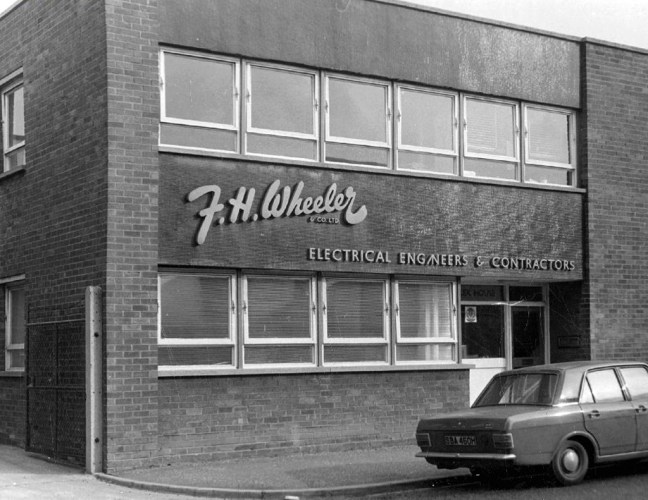 F.H. Wheeler
& CO. LTD.
ELECTRICAL ENGINEERS & CONTRACTORS